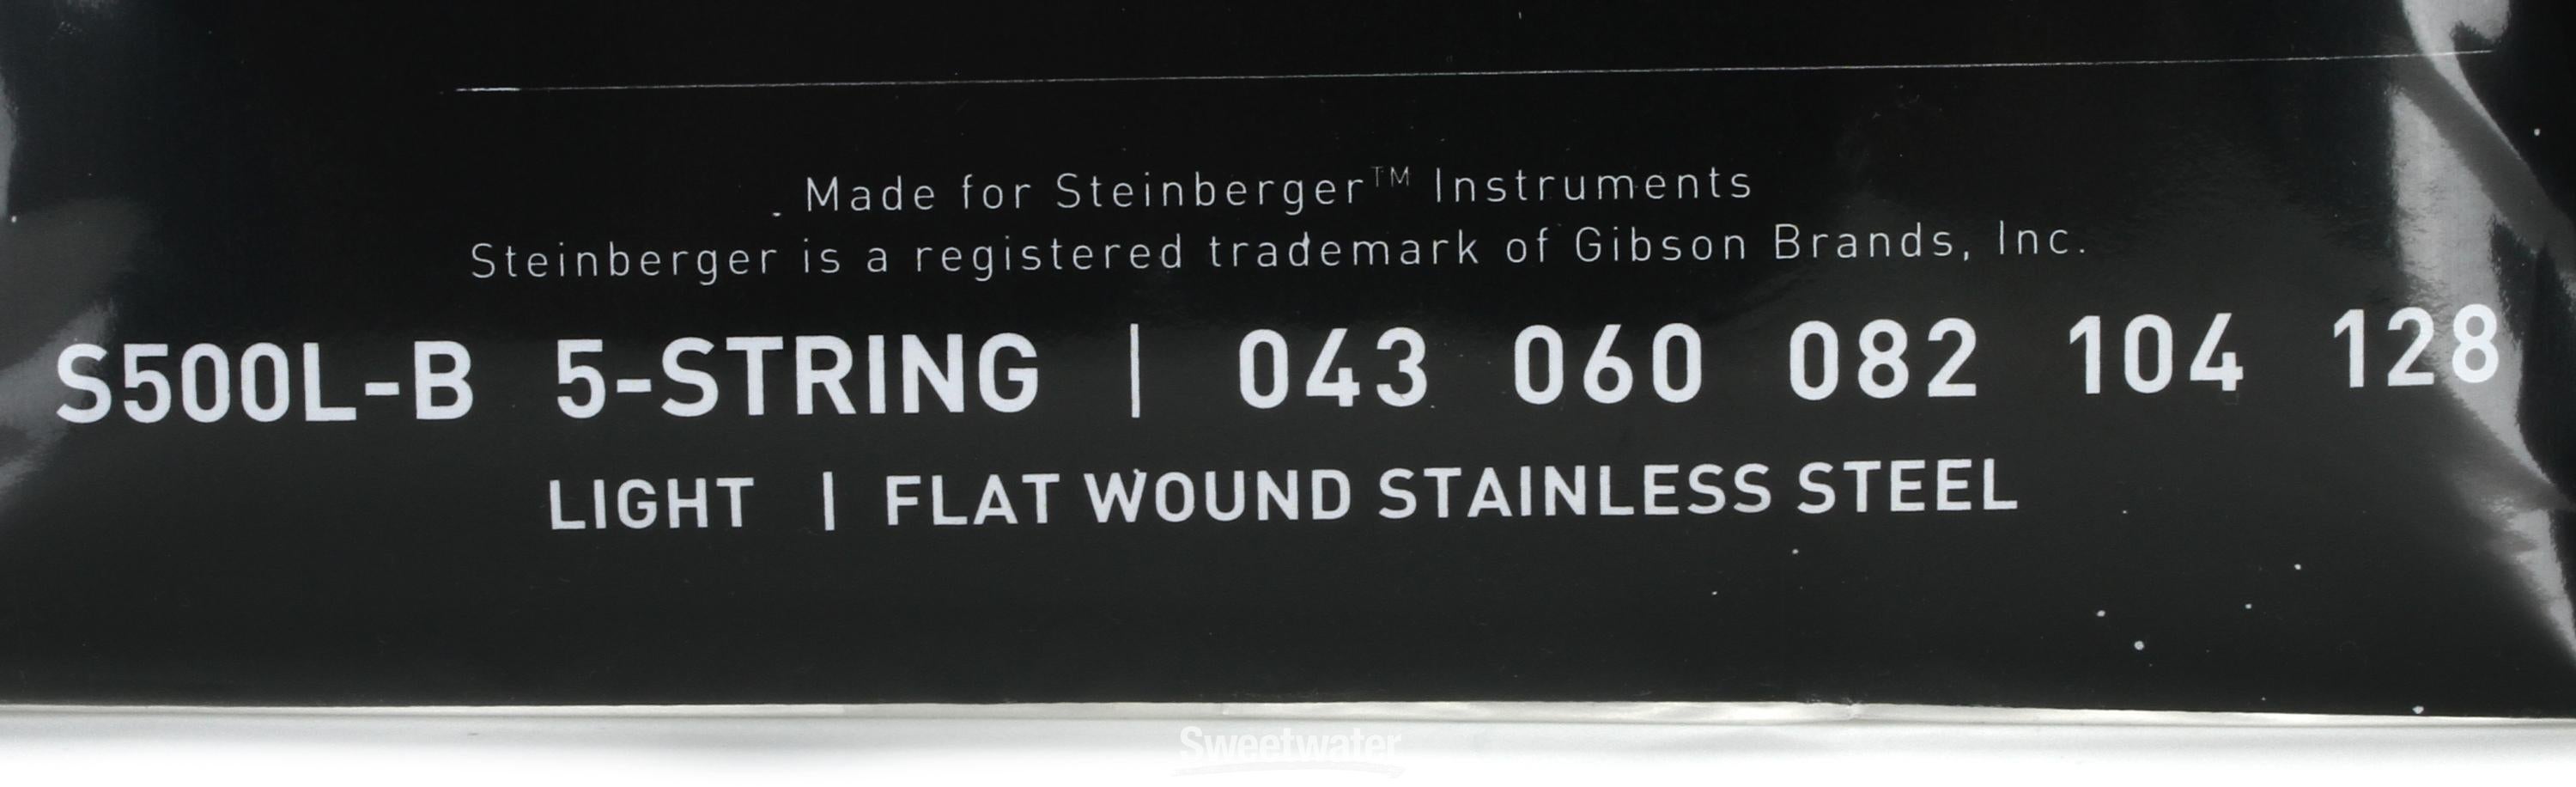 Made for Steinberger™ Instruments
Steinberger is a registered trademark of Gibson Brands, Inc.
S500L-B 5-STRING | 043 060 082 104 128
LIGHT | FLAT WOUND STAINLESS STEEL
Sweetwater